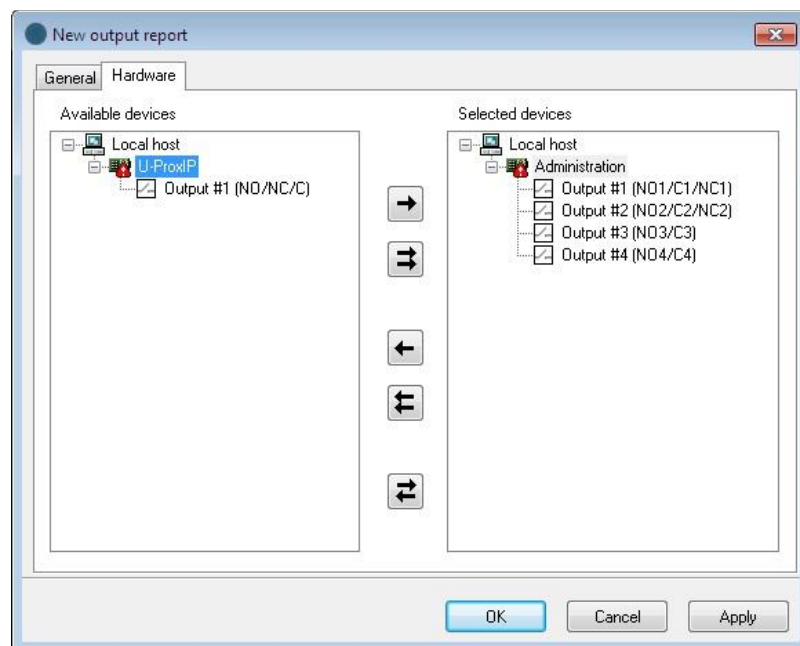 New output report
General Hardware
Available devices
Local host
U-ProxIP
Output #1 (NO/NC/C)
Selected devices
Local host
Administration
Output #1 (NO1/C1/NC1)
Output #2 (NO2/C2/NC2)
Output #3 (NO3/C3)
Output #4 (NO4/C4)
OK Cancel Apply